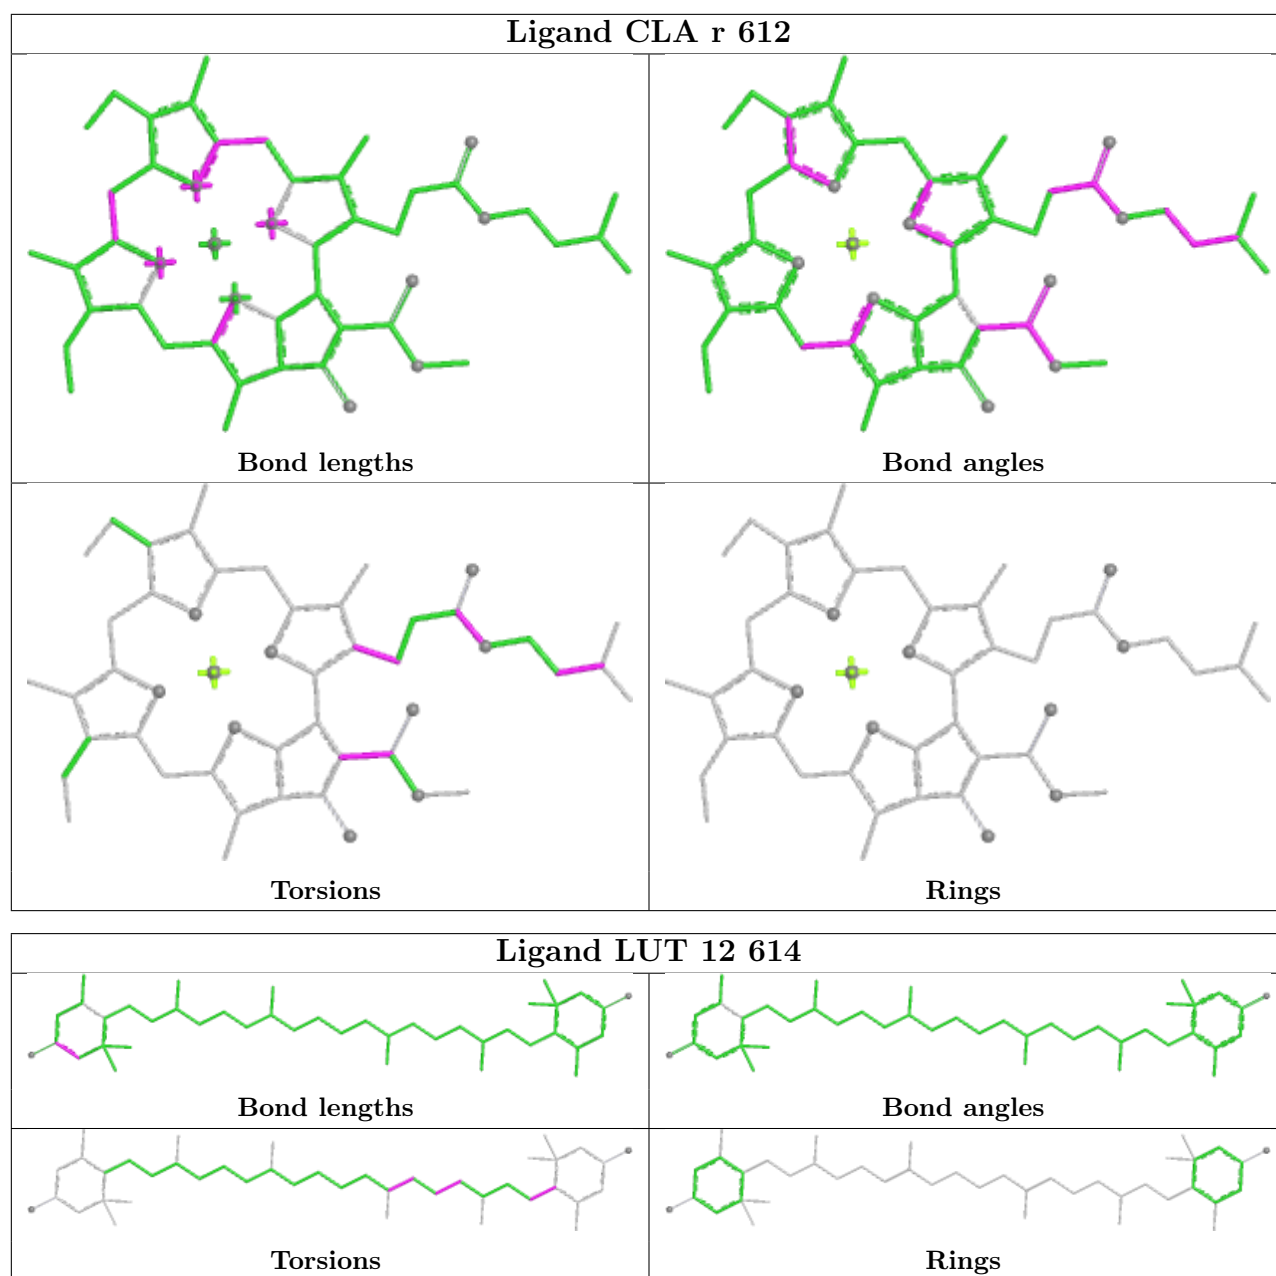 Ligand CLA r 612
Bond lengths
Bond angles
Torsions
Rings
Ligand LUT 12 614
Bond lengths
Bond angles
Torsions
Rings